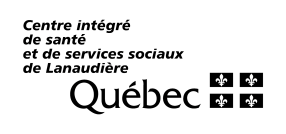 Centre intégré
de santé
et de services sociaux
de Lanaudière
Québec